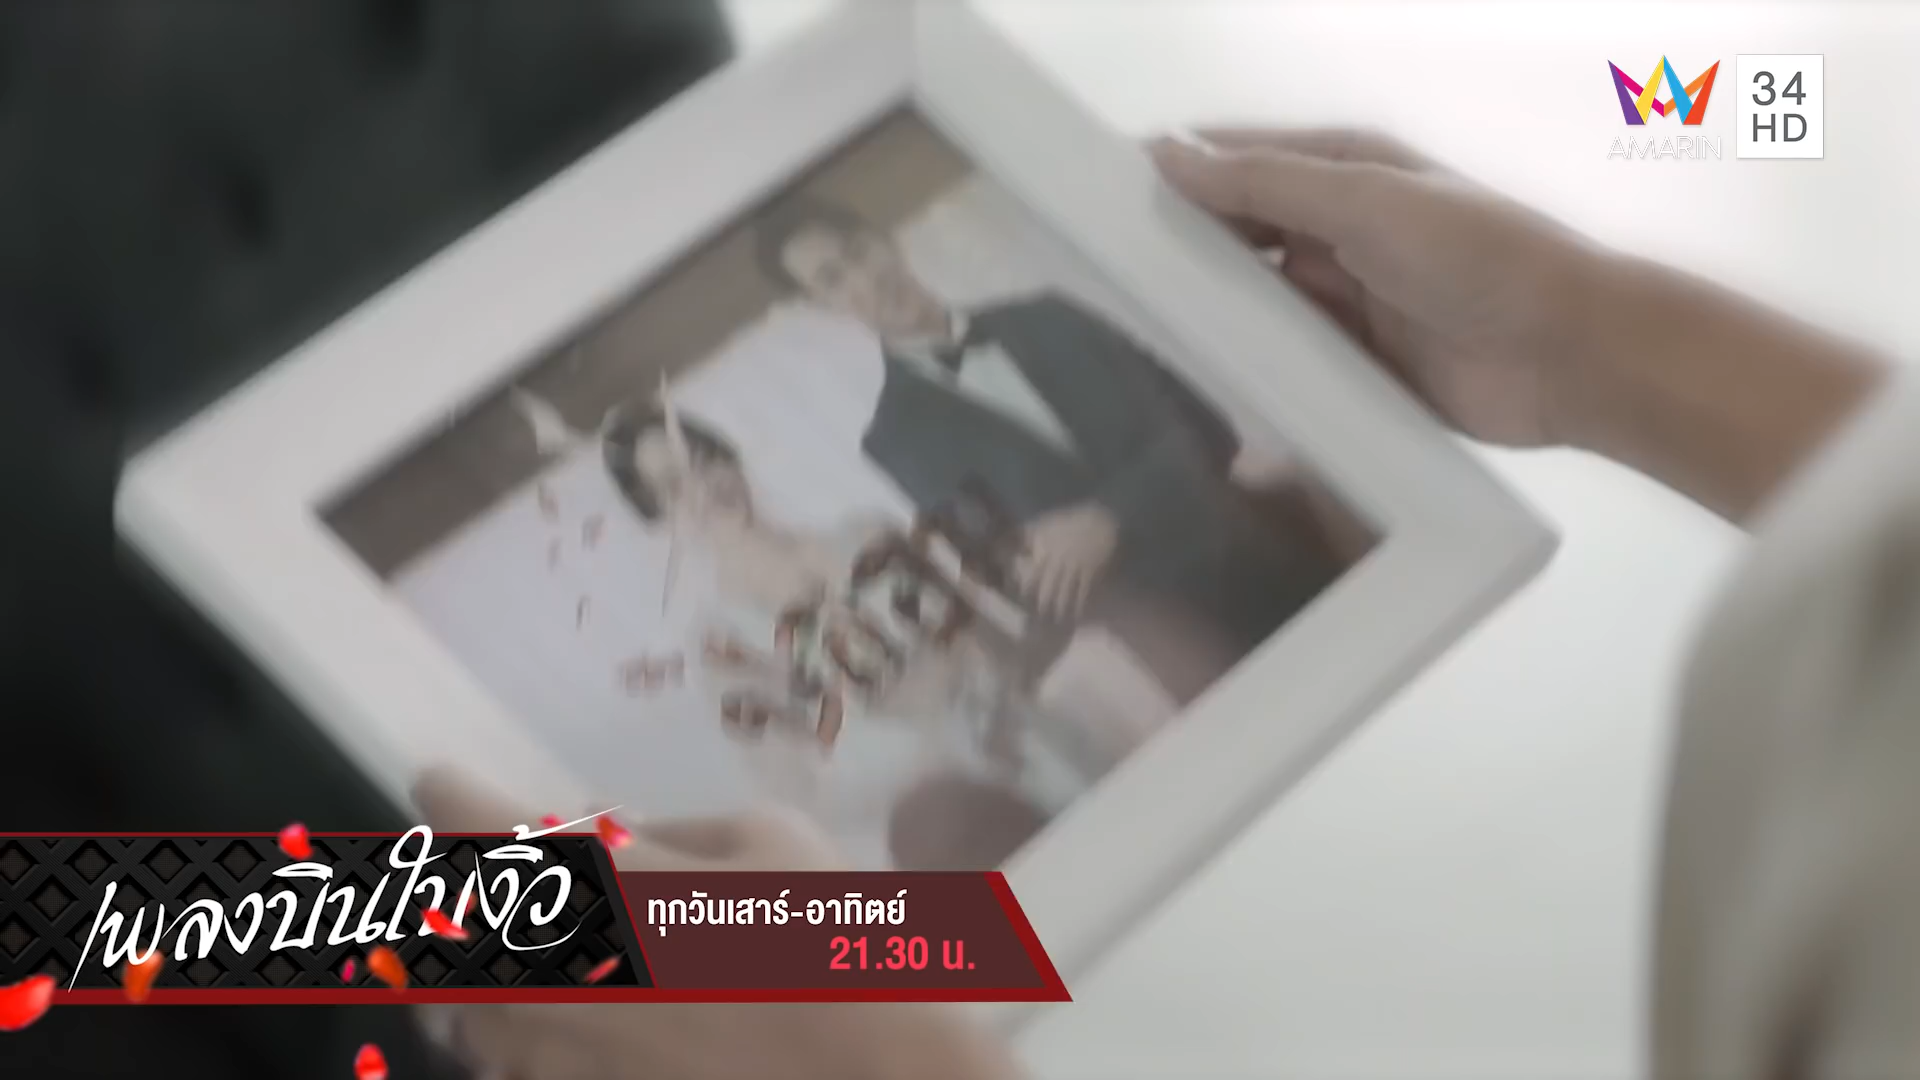 AMARIN
34
HD
เพลงบินใบงิ้ว
ทุกวันเสาร์-อาทิตย์
21.30 น.